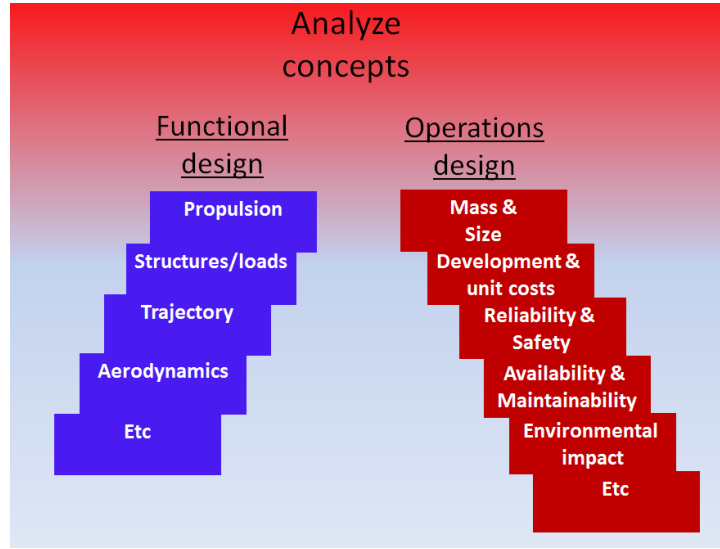 Analyze
concepts
Functional
design
Propulsion
Structures/loads
Trajectory
Aerodynamics
Etc
Operations
design
Mass &
Size
Development &
unit costs
Reliability &
Safety
Availability &
Maintainability
Environmental
impact
Etc